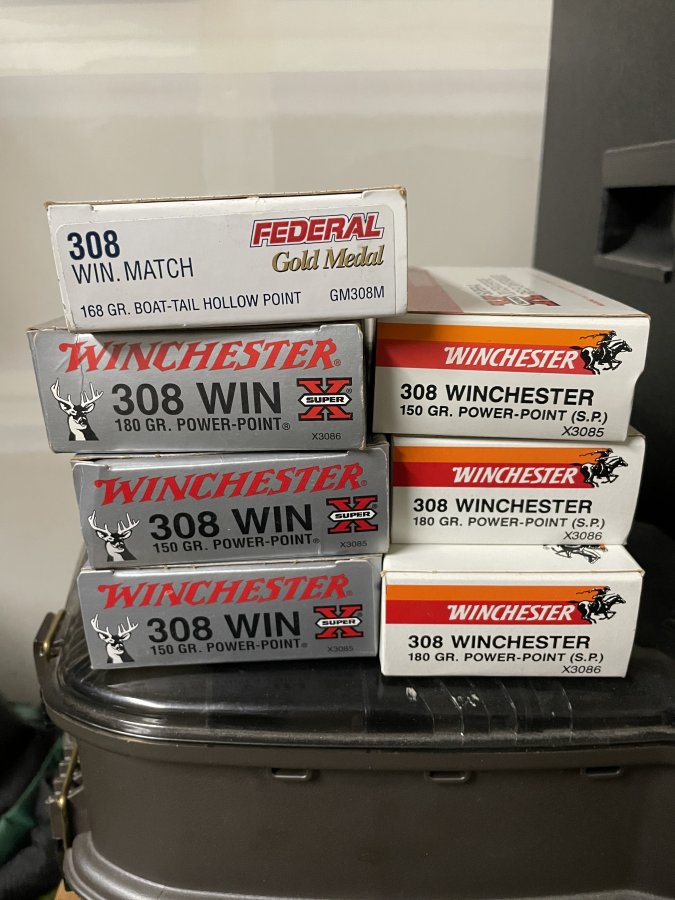 308
WIN. MATCH
FEDERAL
Gold Medal
168 GR. BOAT-TAIL HOLLOW POINT
GM308M
WINCHESTER®
308 WIN
SUPER X®
180 GR. POWER-POINT®
X3086
WINCHESTER®
308 WIN
SUPER X®
150 GR. POWER-POINT®
X3085
WINCHESTER®
308 WIN
SUPER X®
150 GR. POWER-POINT®
X3085
WINCHESTER
308 WINCHESTER
150 GR. POWER-POINT (S.P.)
X3085
WINCHESTER
308 WINCHESTER
180 GR. POWER-POINT (S.P.)
X3086
WINCHESTER
308 WINCHESTER
180 GR. POWER-POINT (S.P.)
X3086